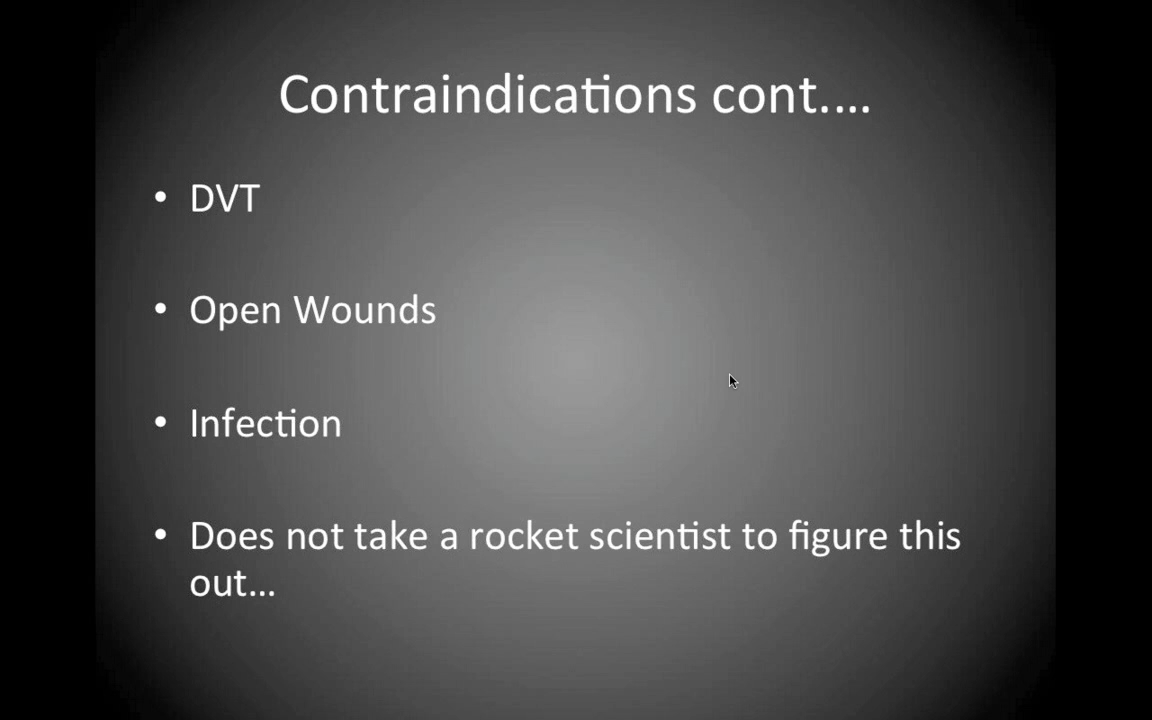 Contraindications cont....
• DVT
• Open Wounds
• Infection
• Does not take a rocket scientist to figure this
out...